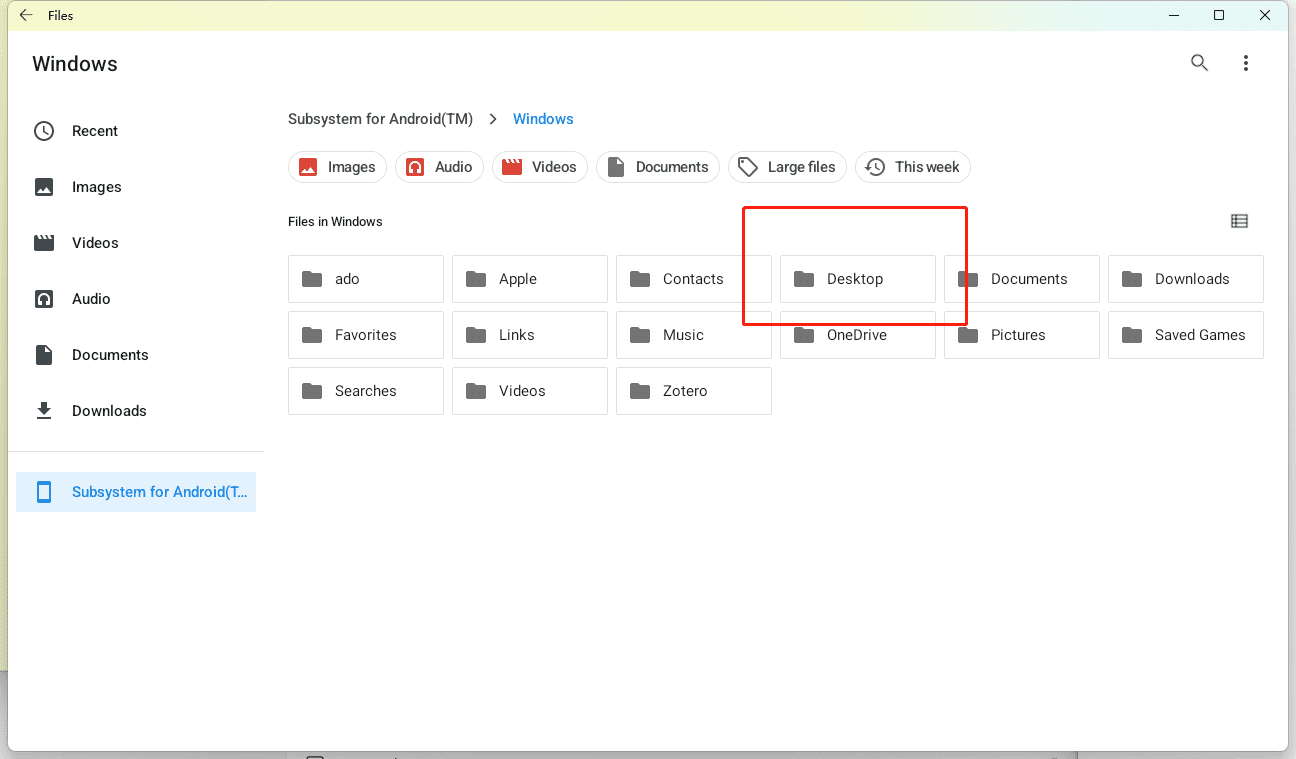 Files
Windows
Recent
Images
Videos
Audio
Documents
Downloads
Subsystem for Android(T...
Subsystem for Android(TM) > Windows
Images Audio Videos Documents Large files This week
Files in Windows
ado Apple Contacts Desktop Documents Downloads
Favorites Links Music OneDrive Pictures Saved Games
Searches Videos Zotero